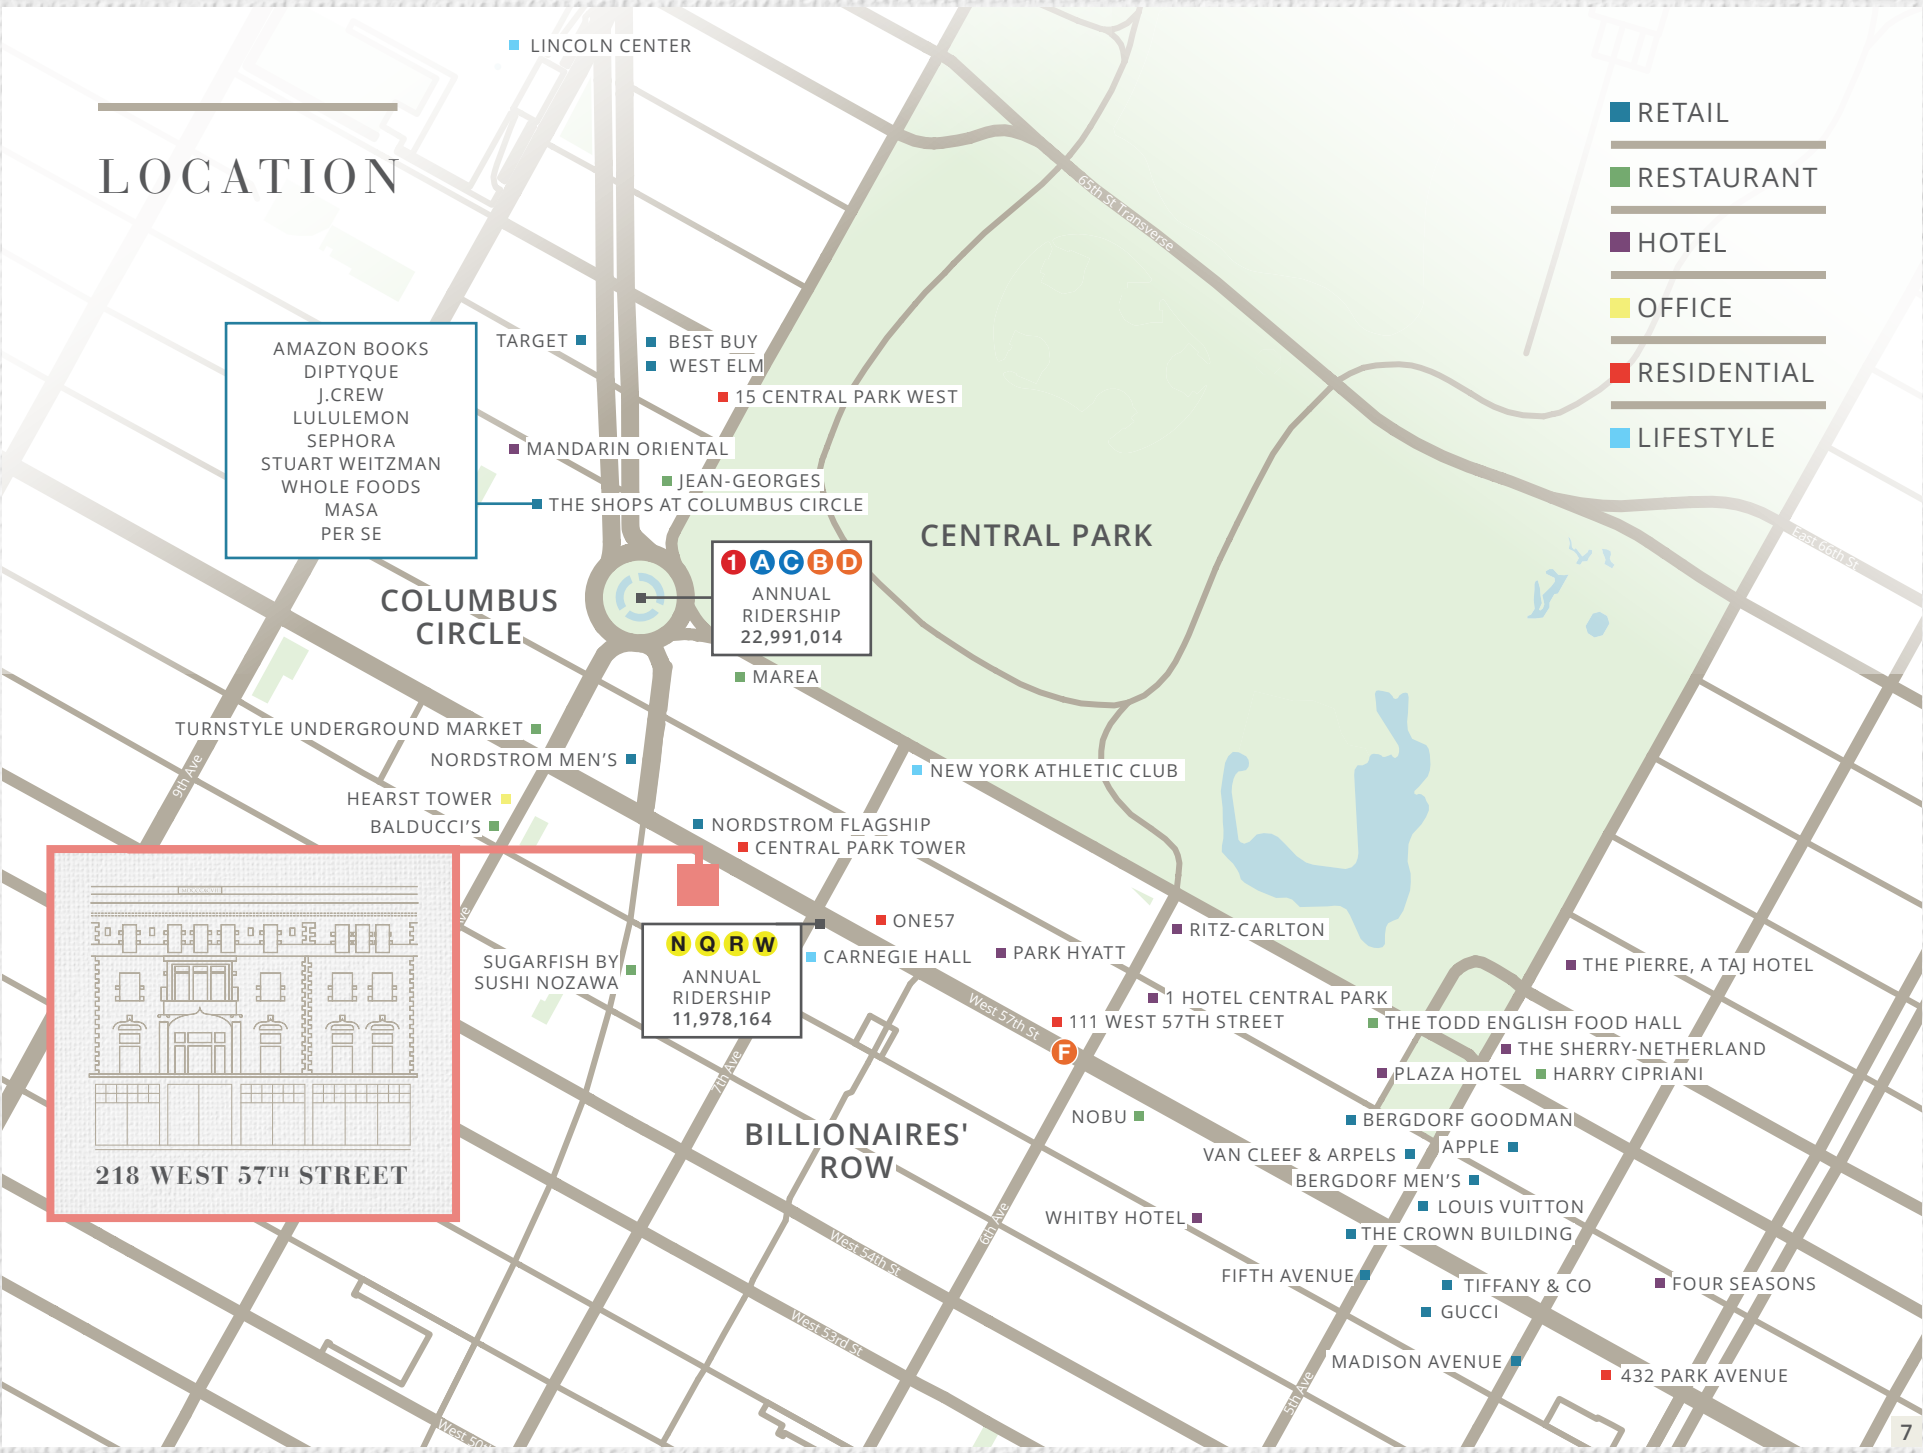 LINCOLN CENTER
LOCATION
RETAIL
RESTAURANT
HOTEL
OFFICE
RESIDENTIAL
LIFESTYLE
65th St Transverse
TARGET
BEST BUY
WEST ELM
15 CENTRAL PARK WEST
AMAZON BOOKS
DIPTYQUE
J.CREW
LULULEMON
SEPHORA
STUART WEITZMAN
WHOLE FOODS
MASA
PER SE
MANDARIN ORIENTAL
JEAN-GEORGES
THE SHOPS AT COLUMBUS CIRCLE
CENTRAL PARK
East 66th St
1 A C B D
ANNUAL
RIDERSHIP
22,991,014
COLUMBUS
CIRCLE
MAREA
TURNSTYLE UNDERGROUND MARKET
NORDSTROM MEN'S
9th Ave
NEW YORK ATHLETIC CLUB
HEARST TOWER
BALDUCCI'S
NORDSTROM FLAGSHIP
CENTRAL PARK TOWER
ONE57
RITZ-CARLTON
N Q R W
ANNUAL
RIDERSHIP
11,978,164
CARNEGIE HALL
PARK HYATT
SUGARFISH BY
SUSHI NOZAWA
THE PIERRE, A TAJ HOTEL
1 HOTEL CENTRAL PARK
West 57th St
111 WEST 57TH STREET
THE TODD ENGLISH FOOD HALL
F
THE SHERRY-NETHERLAND
PLAZA HOTEL
HARRY CIPRIANI
7th Ave
NOBU
BERGDORF GOODMAN
BILLIONAIRES'
ROW
VAN CLEEF & ARPELS
APPLE
BERGDORF MEN'S
218 WEST 57TH STREET
LOUIS VUITTON
WHITBY HOTEL
6th Ave
THE CROWN BUILDING
West 54th St
FIFTH AVENUE
TIFFANY & CO
FOUR SEASONS
GUCCI
West 53rd St
MADISON AVENUE
432 PARK AVENUE
5th Ave
West 50th
7